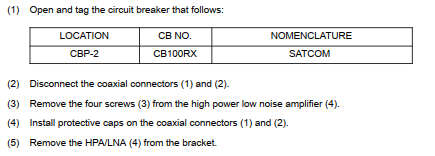 (1) Open and tag the circuit breaker that follows:
LOCATION CB NO. NOMENCLATURE
CBP-2 CB100RX SATCOM
(2) Disconnect the coaxial connectors (1) and (2).
(3) Remove the four screws (3) from the high power low noise amplifier (4).
(4) Install protective caps on the coaxial connectors (1) and (2).
(5) Remove the HPA/LNA (4) from the bracket.